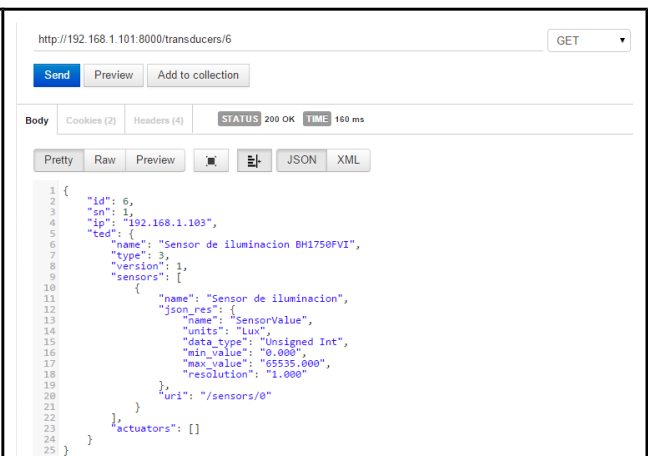 http://192.168.1.101:8000/transducers/6 GET
Send Preview Add to collection
Body Cookies (2) Headers (4) STATUS 200 OK TIME 160 ms
Pretty Raw Preview JSON XML
1 {
2 "id": 6,
3 "sn": 1,
4 "ip": "192.168.1.103",
5 "ted": {
6 "name": "Sensor de iluminacion BH1750FVI",
7 "type": 3,
8 "version": 1,
9 "sensors": [
10 {
11 "name": "Sensor de iluminacion",
12 "json_res": {
13 "name": "SensorValue",
14 "units": "Lux",
15 "data_type": "Unsigned Int",
16 "min_value": "0.000",
17 "max_value": "65535.000",
18 "resolution": "1.000"
19 },
20 "uri": "/sensors/0"
21 }
22 ],
23 "actuators": []
24 }
25 }